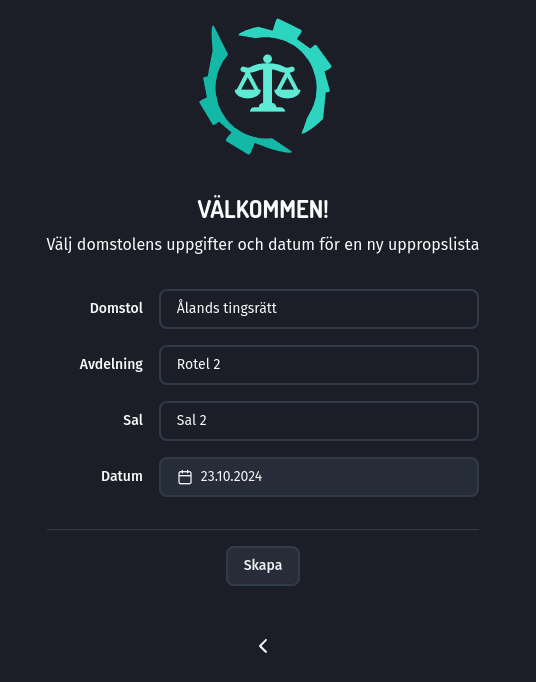 VÄLKOMMEN!
Välj domstolens uppgifter och datum för en ny uppropslista
Domstol Ålands tingsrätt
Avdelning Rotel 2
Sal Sal 2
Datum 23.10.2024
Skapa